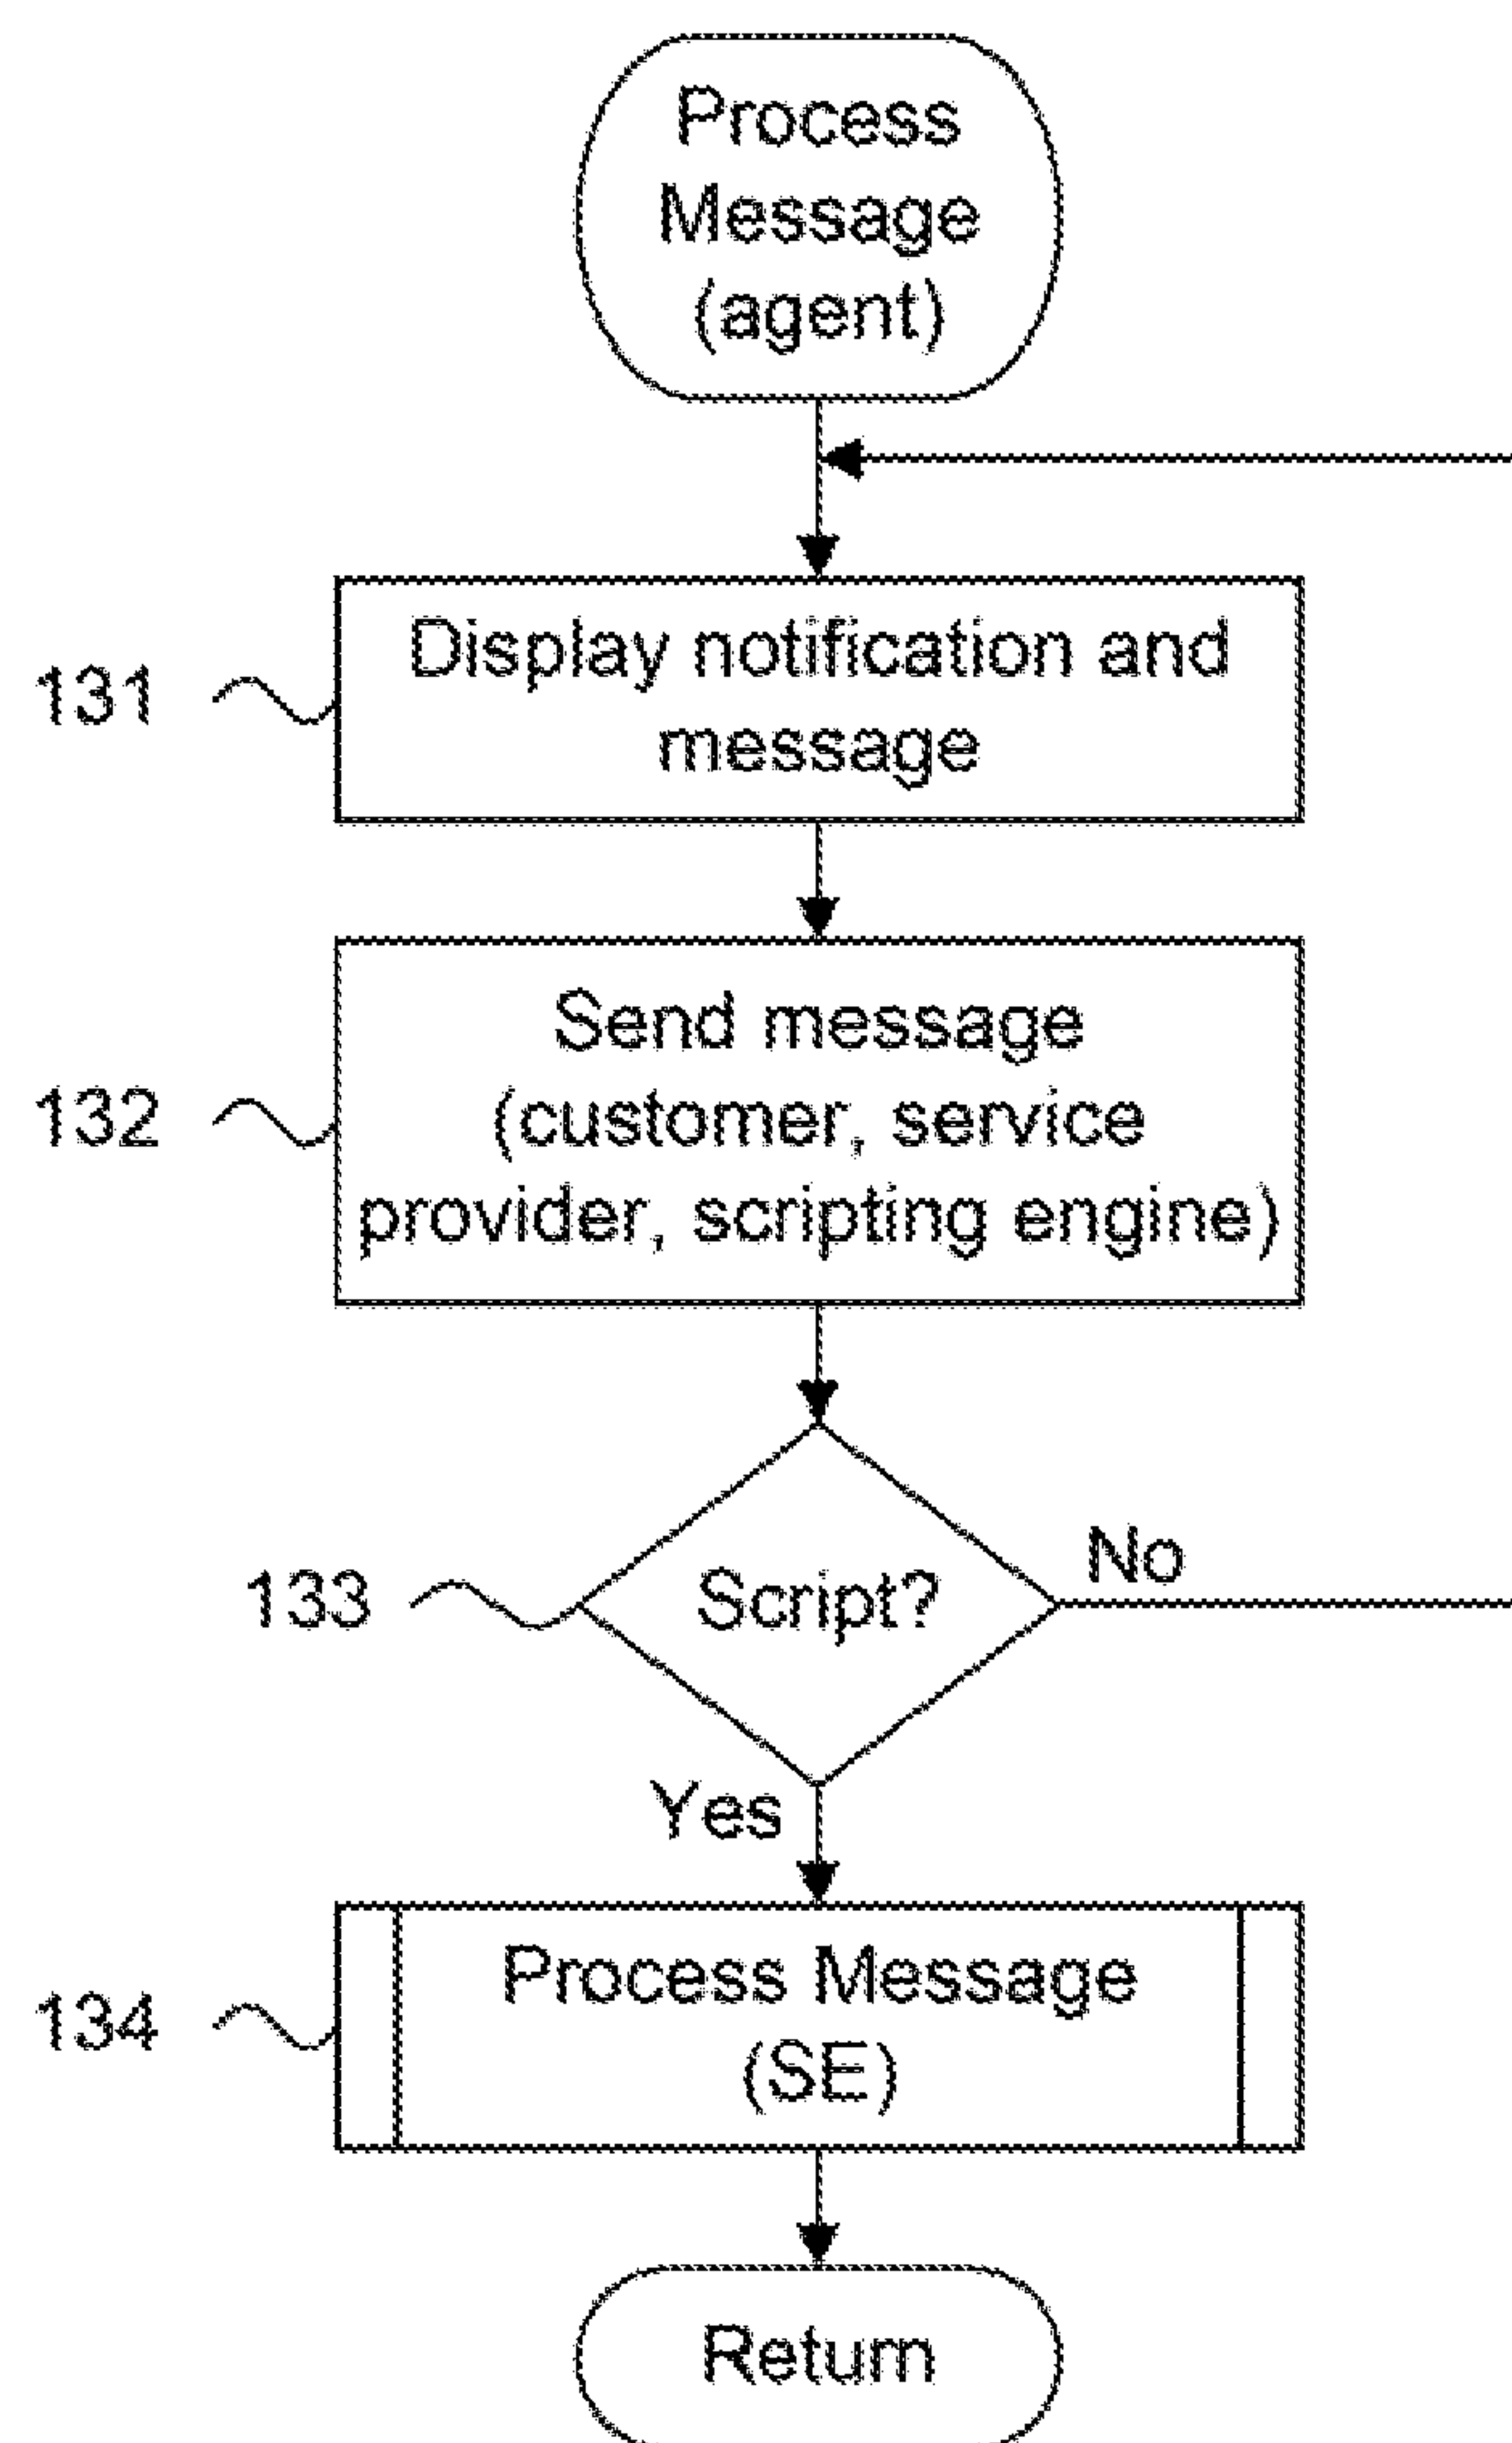 Process
Message
(agent)
131
Display notification and
message
132
Send message
(customer, service
provider, scripting engine)
133
Script?
No
Yes
134
Process Message
(SE)
Return